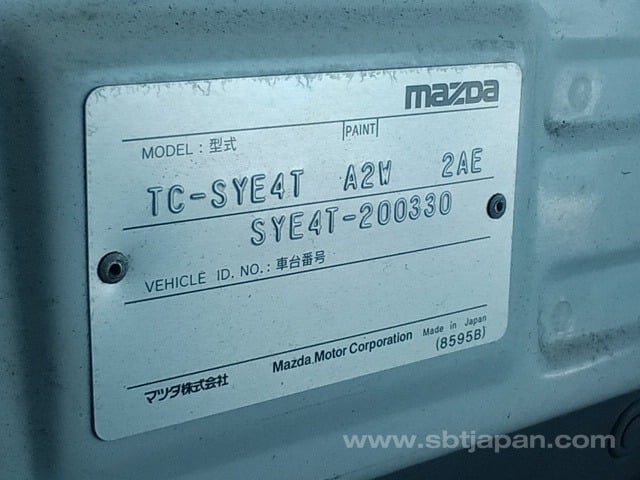 mazda
MODEL : 型式 PAINT
TC-SYE4T A2W 2AE
SYE4T-200330
VEHICLE ID. NO.: 車台番号
マツダ株式会社 Mazda Motor Corporation Made in Japan
(8595B)
www.sbtjapan.com